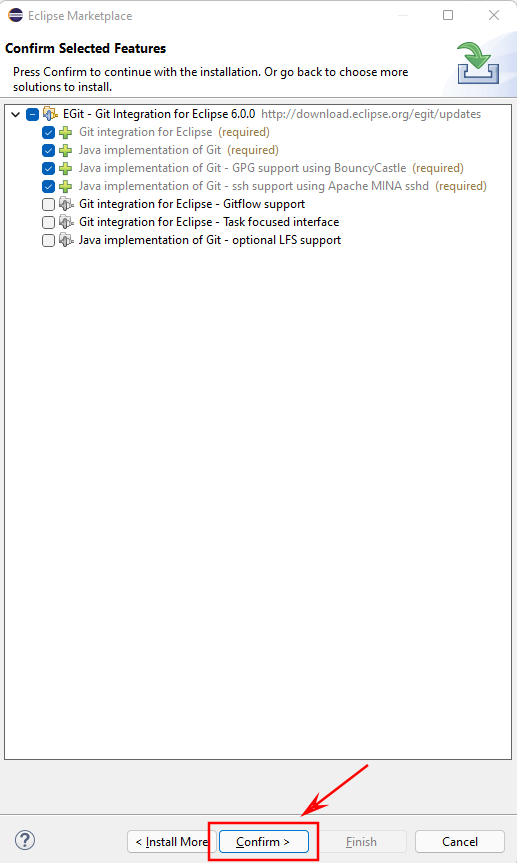 Eclipse Marketplace
Confirm Selected Features
Press Confirm to continue with the installation. Or go back to choose more
solutions to install.
EGit - Git Integration for Eclipse 6.0.0 http://download.eclipse.org/egit/updates
Git integration for Eclipse (required)
Java implementation of Git (required)
Java implementation of Git - GPG support using BouncyCastle (required)
Java implementation of Git - ssh support using Apache MINA sshd (required)
Git integration for Eclipse - Gitflow support
Git integration for Eclipse - Task focused interface
Java implementation of Git - optional LFS support
? < Install More Confirm > Finish Cancel